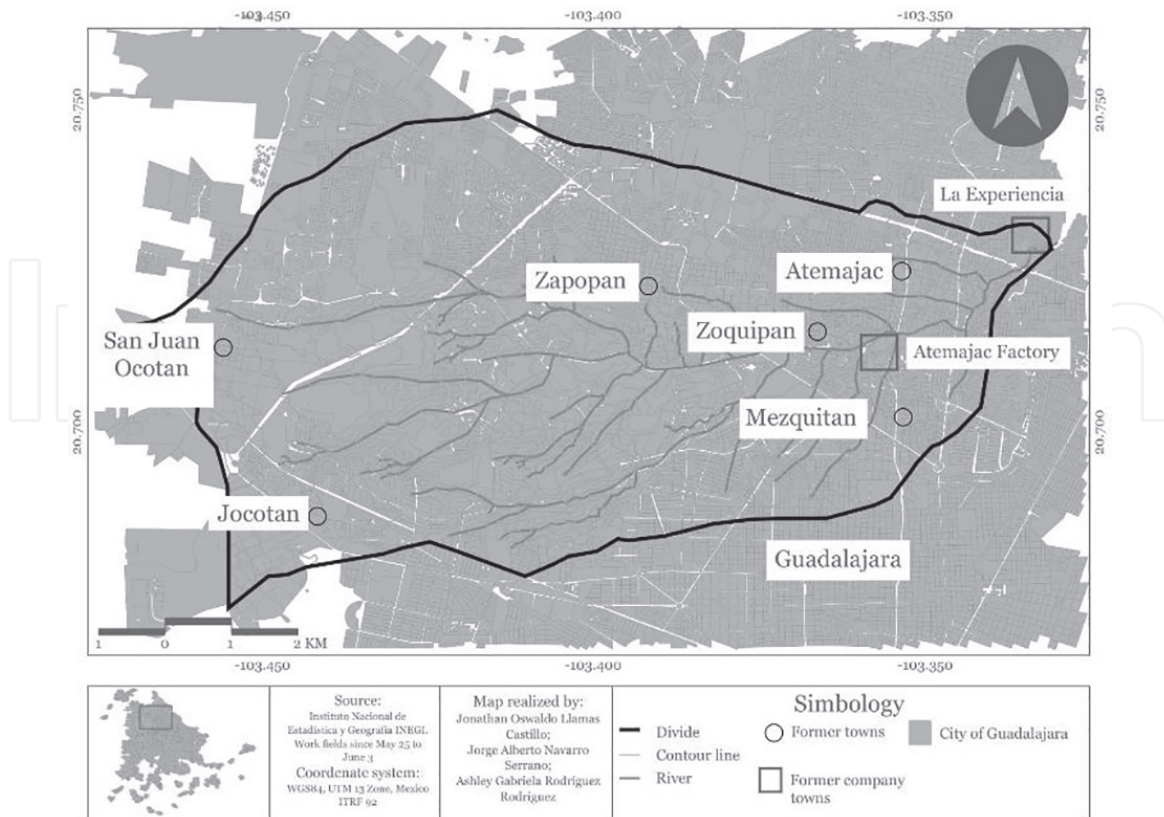 -103.450 -103.400 -103.350
20.750
20.750
La Experiencia
Zapopan
Atemajac
San Juan
Ocotan
Zoquipan
Atemajac Factory
20.700
20.700
Mezquitan
Jocotan
Guadalajara
1 0 1 2 KM
-103.450 -103.400 -103.350
Source:
Instituto Nacional de
Estadistica y Geografia INEGI.
Work fields since May 25 to
June 3
Coordenate system:
WGS84, UTM 13 Zone, Mexico
ITRF 92
Map realized by:
Jonathan Oswaldo Llamas
Castillo;
Jorge Alberto Navarro
Serrano;
Ashley Gabriela Rodríguez
Rodríguez
Simbology
Divide
Contour line
River
Former towns
Former company
towns
City of Guadalajara